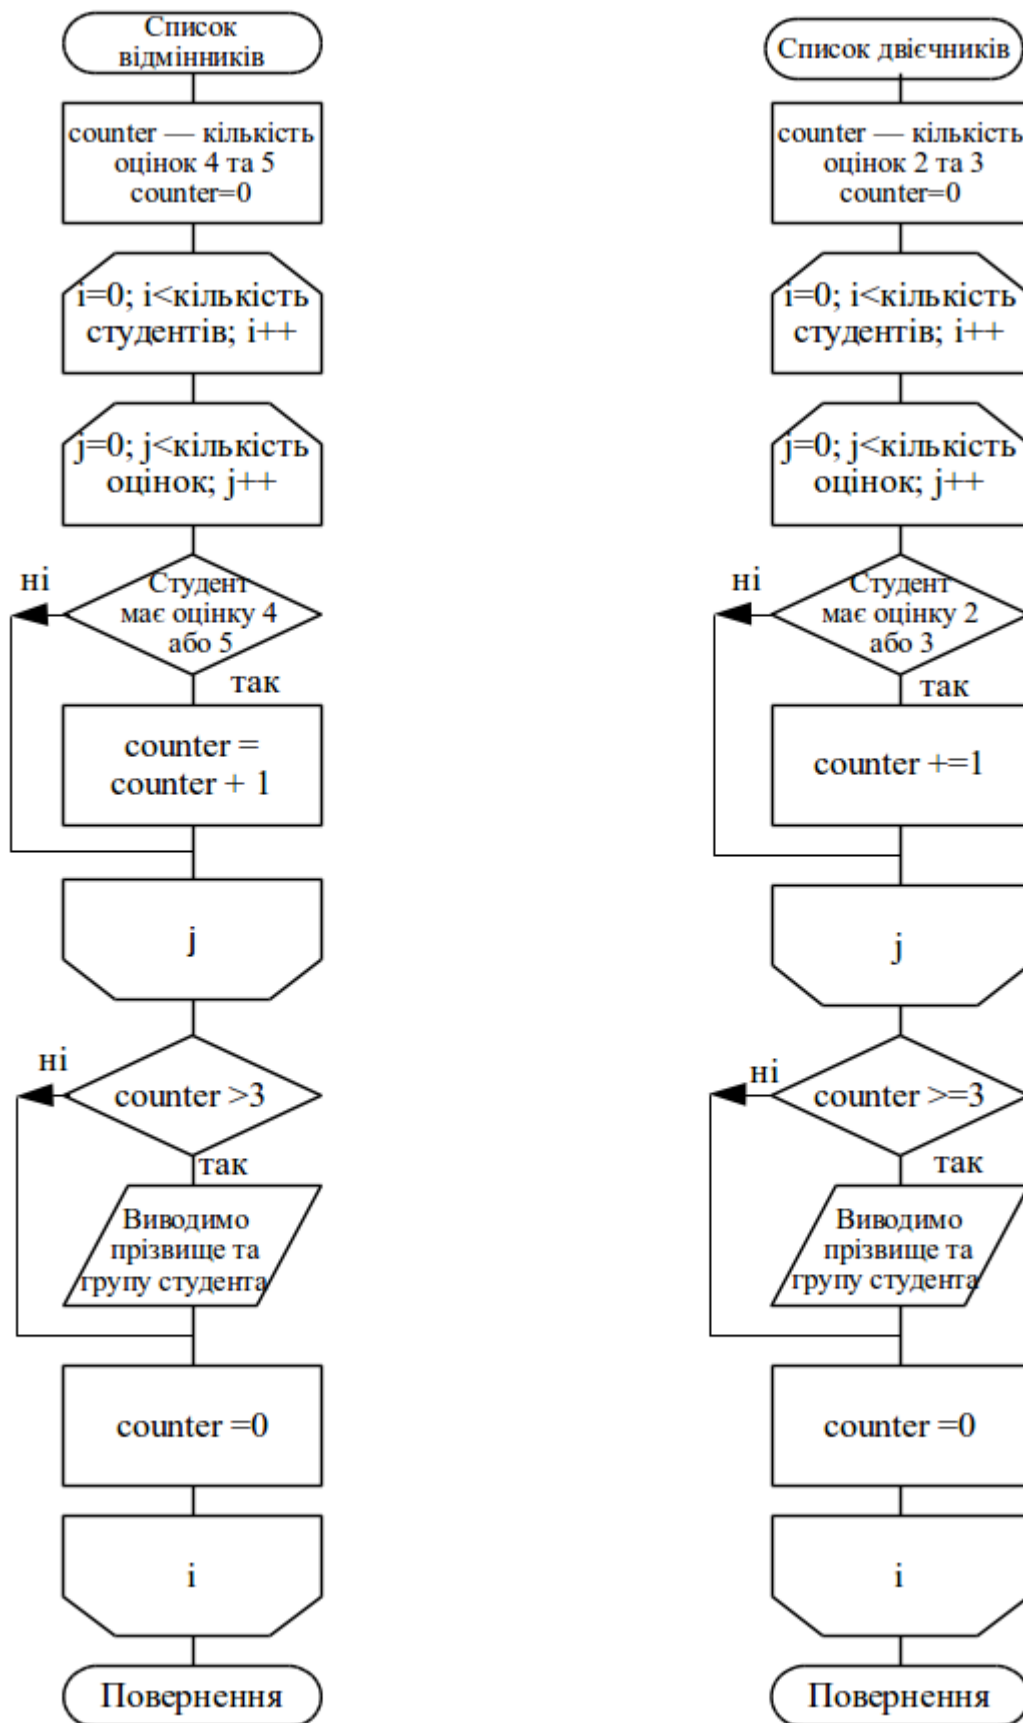 Список
відмінників
counter — кількість
оцінок 4 та 5
counter=0
i=0; i<кількість
студентів; i++
j=0; j<кількість
оцінок; j++
ні
Студент
має оцінку 4
або 5
так
counter =
counter + 1
j
ні
counter >3
так
Виводимо
прізвище та
групу студента
counter =0
i
Повернення
Список двієчників
counter — кількість
оцінок 2 та 3
counter=0
i=0; i<кількість
студентів; i++
j=0; j<кількість
оцінок; j++
ні
Студент
має оцінку 2
або 3
так
counter +=1
j
ні
counter >=3
так
Виводимо
прізвище та
групу студента
counter =0
i
Повернення